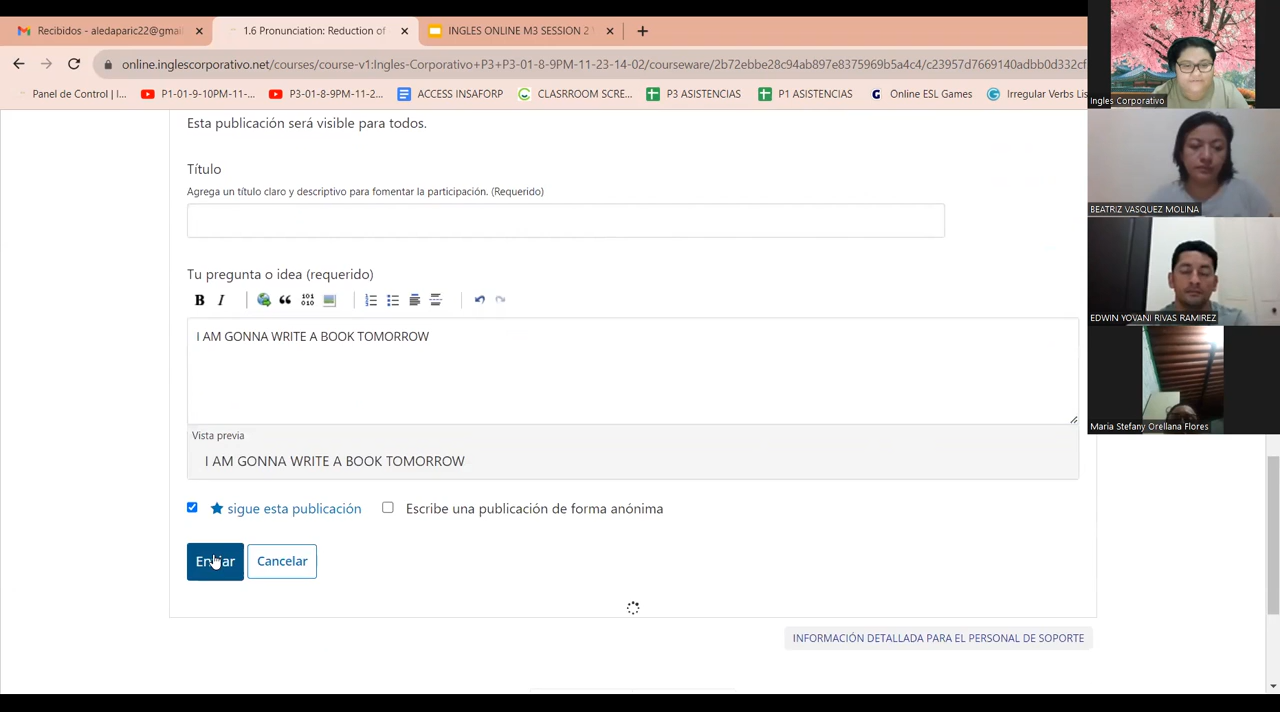 Recibidos - aledaparic22@gmai
1.6 Pronunciation: Reduction of
INGLES ONLINE M3 SESSION 2
online.inglescorporativo.net/courses/course-v1:Ingles-Corporativo+P3+P3-01-8-9PM-11-23-14-02/courseware/2b72ebbe28c94ab897e8375969b5a4c4/c23957d7669140adbb0d332cf
Panel de Control | I...
P1-01-9-10PM-11-...
P3-01-8-9PM-11-2...
ACCESS INSAFORP
CLASRROOM SCRE...
P3 ASISTENCIAS
P1 ASISTENCIAS
Online ESL Games
Irregular Verbs Lis
Ingles Corporativo
BEATRIZ VASQUEZ MOLINA
EDWIN YOVANI RIVAS RAMIREZ
Maria Stefany Orellana Flores
Esta publicación será visible para todos.
Título
Agrega un título claro y descriptivo para fomentar la participación. (Requerido)
Tu pregunta o idea (requerido)
B I
I AM GONNA WRITE A BOOK TOMORROW
Vista previa
I AM GONNA WRITE A BOOK TOMORROW
sigue esta publicación
Escribe una publicación de forma anónima
Enviar
Cancelar
INFORMACIÓN DETALLADA PARA EL PERSONAL DE SOPORTE